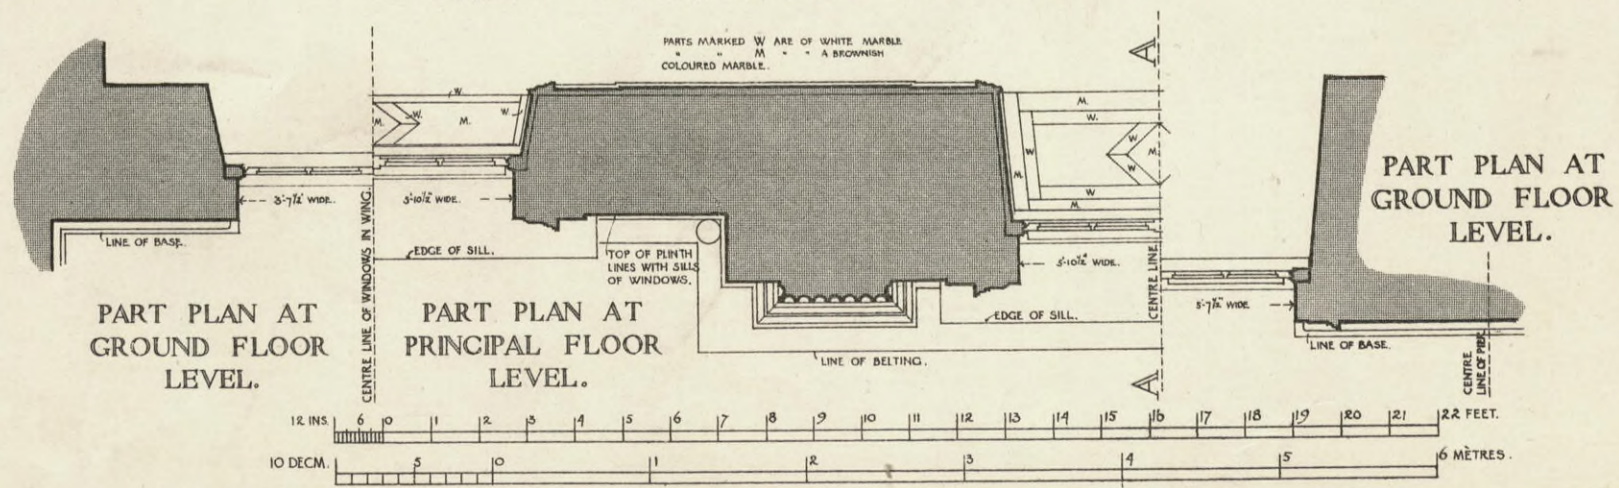 PARTS MARKED W ARE OF WHITE MARBLE
" " M " " A BROWNISH
COLOURED MARBLE.
A
W.
W.
W.
M.
M.
M.
W.
W
M.
W
W
M.
W
M.
3'-7½" WIDE.
3'-10½" WIDE.
3'-10½" WIDE.
3'-7½" WIDE.
LINE OF BASE.
EDGE OF SILL.
TOP OF PLINTH
LINES WITH SILLS
OF WINDOWS.
EDGE OF SILL.
LINE OF BELTING.
LINE OF BASE.
CENTRE LINE OF WINDOWS IN WING.
CENTRE LINE.
CENTRE
LINE OF PIER
PART PLAN AT
GROUND FLOOR
LEVEL.
PART PLAN AT
PRINCIPAL FLOOR
LEVEL.
PART PLAN AT
GROUND FLOOR
LEVEL.
A
12 INS. 6 0 1 2 3 4 5 6 7 8 9 10 11 12 13 14 15 16 17 18 19 20 21 22 FEET.
10 DECM. 5 0 1 2 3 4 5 6 MÈTRES.